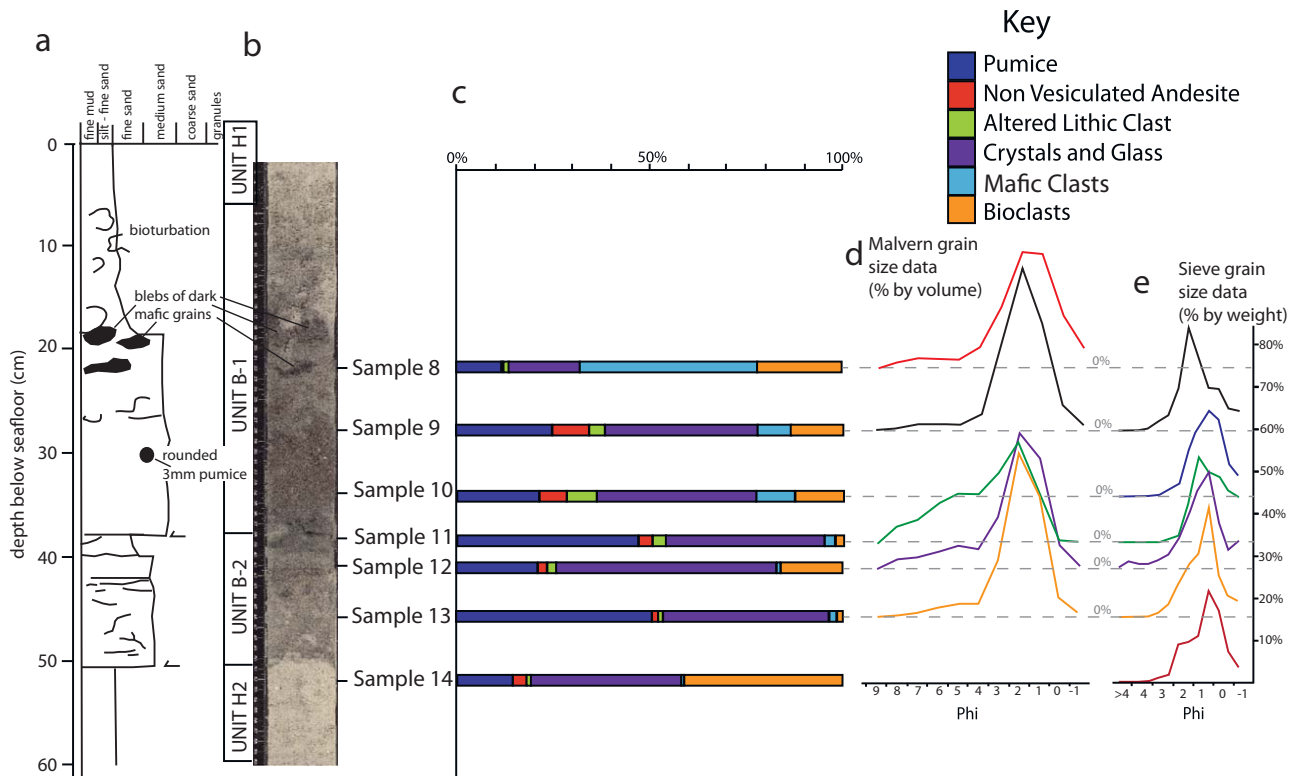 a
b
c
d
e
Key
Pumice
Non Vesiculated Andesite
Altered Lithic Clast
Crystals and Glass
Mafic Clasts
Bioclasts
fine mud
silt - fine sand
fine sand
medium sand
coarse sand
granules
depth below seafloor (cm)
0
10
20
30
40
50
60
bioturbation
blebs of dark
mafic grains
rounded
3mm pumice
UNIT H1
UNIT B-1
UNIT B-2
UNIT H2
0%
50%
100%
Sample 8
Sample 9
Sample 10
Sample 11
Sample 12
Sample 13
Sample 14
Malvern grain
size data
(% by volume)
0%
0%
0%
0%
0%
0%
9 8 7 6 5 4 3 2 1 0 -1
Phi
Sieve grain
size data
(% by weight)
80%
70%
60%
50%
40%
30%
20%
10%
>4 4 3 2 1 0 -1
Phi